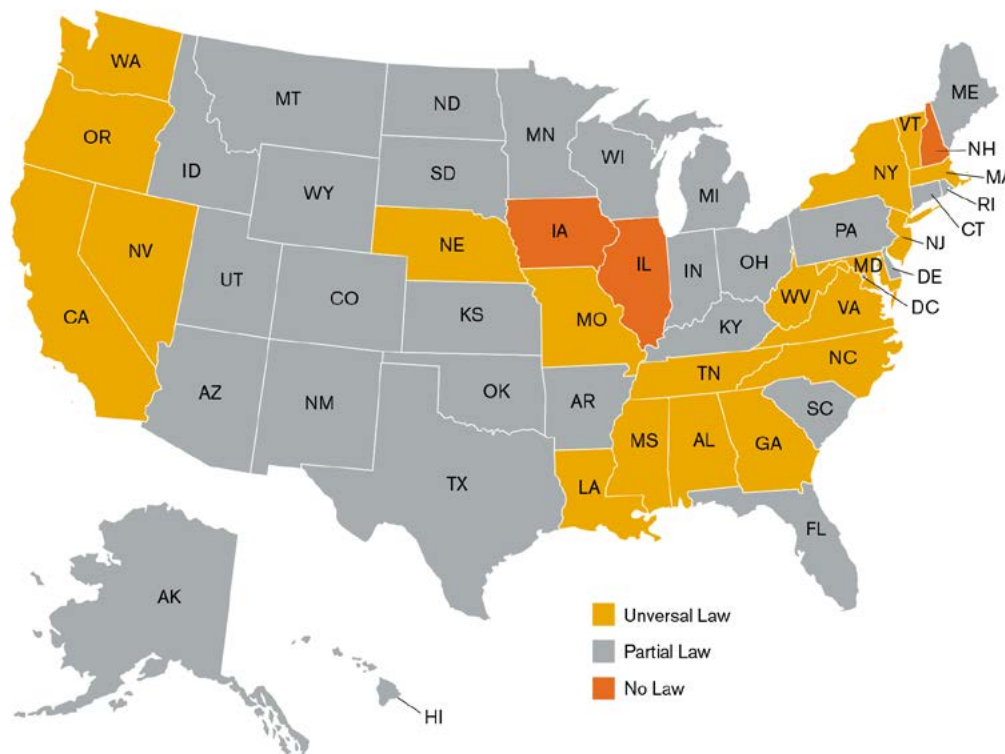 WA
MT
ND
ME
OR
MN
VT
NH
ID
SD
WI
NY
MA
WY
MI
RI
CT
IA
PA
NV
NE
NJ
OH
IL
IN
MD
DE
UT
WV
CO
DC
CA
VA
KS
MO
KY
NC
TN
OK
AZ
NM
AR
SC
MS
AL
GA
TX
LA
FL
AK
Unversal Law
Partial Law
No Law
HI